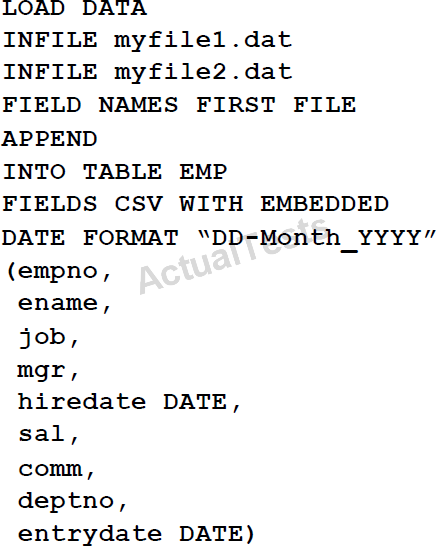 LOAD DATA
INFILE myfile1.dat
INFILE myfile2.dat
FIELD NAMES FIRST FILE
APPEND
INTO TABLE EMP
FIELDS CSV WITH EMBEDDED
DATE FORMAT “DD-Month_YYYY”
ActualTests
(empno,
ename,
job,
mgr,
hiredate DATE,
sal,
comm,
deptno,
entrydate DATE)